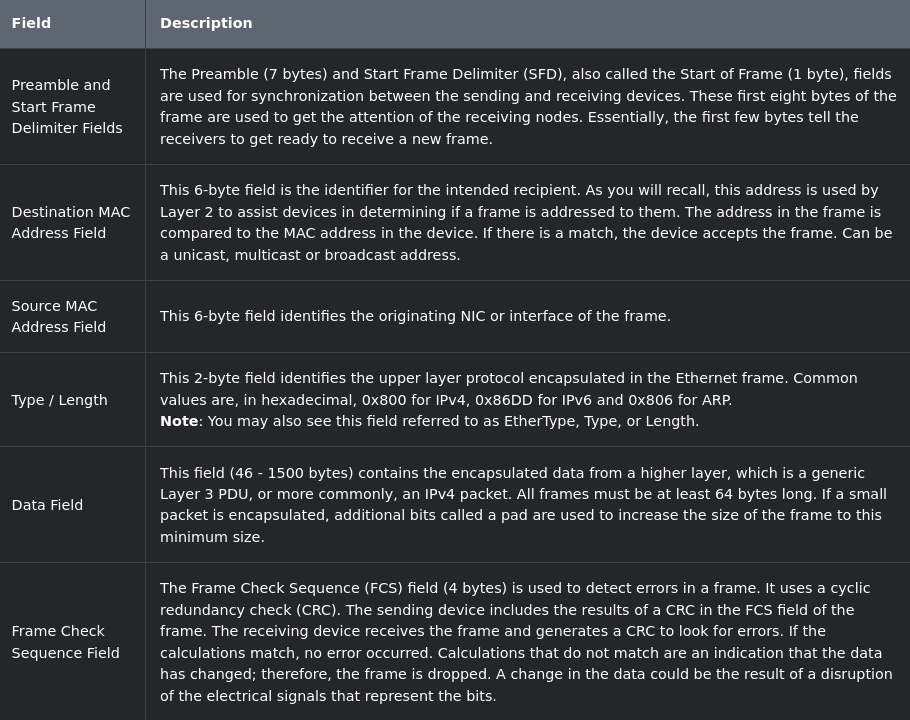 Field
Description
Preamble and
Start Frame
Delimiter Fields
The Preamble (7 bytes) and Start Frame Delimiter (SFD), also called the Start of Frame (1 byte), fields
are used for synchronization between the sending and receiving devices. These first eight bytes of the
frame are used to get the attention of the receiving nodes. Essentially, the first few bytes tell the
receivers to get ready to receive a new frame.
Destination MAC
Address Field
This 6-byte field is the identifier for the intended recipient. As you will recall, this address is used by
Layer 2 to assist devices in determining if a frame is addressed to them. The address in the frame is
compared to the MAC address in the device. If there is a match, the device accepts the frame. Can be
a unicast, multicast or broadcast address.
Source MAC
Address Field
This 6-byte field identifies the originating NIC or interface of the frame.
Type / Length
This 2-byte field identifies the upper layer protocol encapsulated in the Ethernet frame. Common
values are, in hexadecimal, 0x800 for IPv4, 0x86DD for IPv6 and 0x806 for ARP.
Note: You may also see this field referred to as EtherType, Type, or Length.
Data Field
This field (46 - 1500 bytes) contains the encapsulated data from a higher layer, which is a generic
Layer 3 PDU, or more commonly, an IPv4 packet. All frames must be at least 64 bytes long. If a small
packet is encapsulated, additional bits called a pad are used to increase the size of the frame to this
minimum size.
Frame Check
Sequence Field
The Frame Check Sequence (FCS) field (4 bytes) is used to detect errors in a frame. It uses a cyclic
redundancy check (CRC). The sending device includes the results of a CRC in the FCS field of the
frame. The receiving device receives the frame and generates a CRC to look for errors. If the
calculations match, no error occurred. Calculations that do not match are an indication that the data
has changed; therefore, the frame is dropped. A change in the data could be the result of a disruption
of the electrical signals that represent the bits.